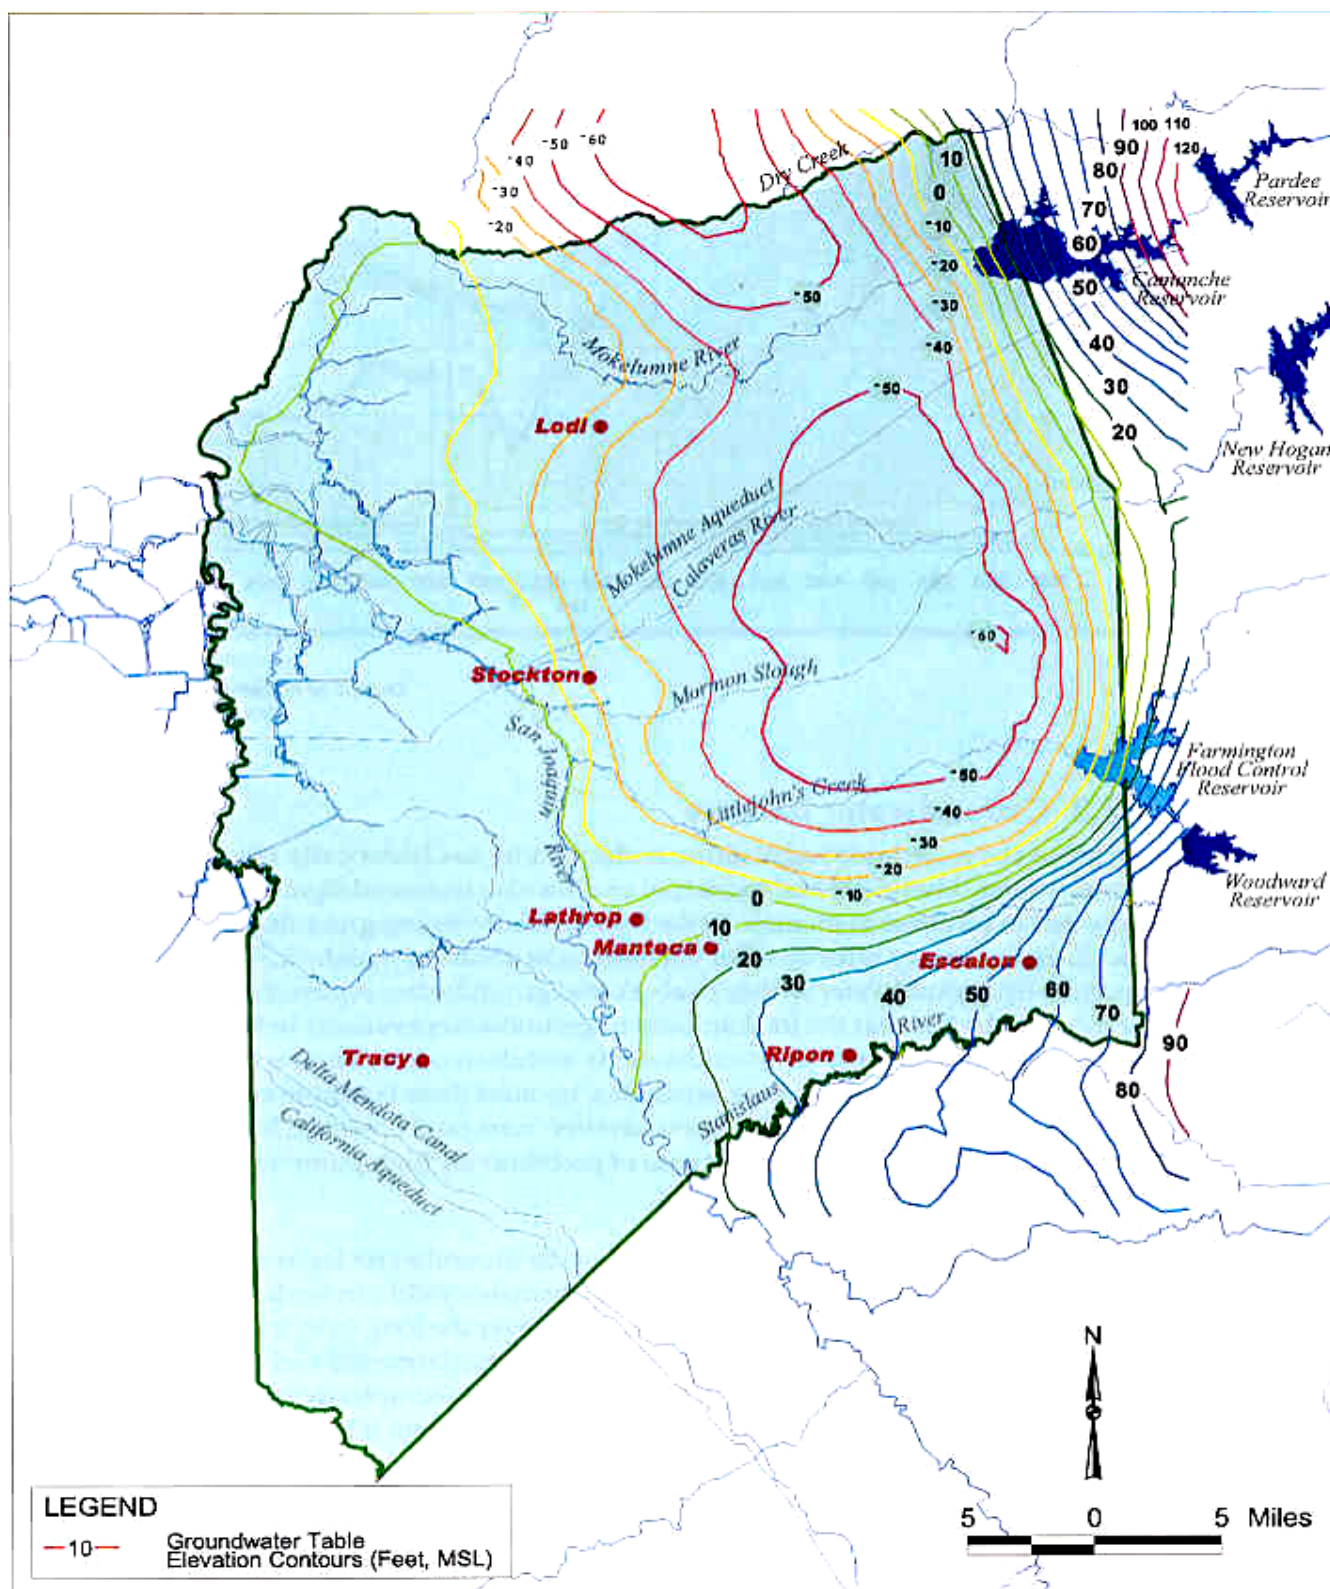 -60
-50
-40
-30
-20
Dry Creek
10
0
-10
-20
-30
-40
-50
100
110
90
120
80
70
60
50
40
30
20
Pardee
Reservoir
Reservoir
New Hogan
Reservoir
Mokelumne River
-50
Lodi
Mokelumne Aqueduct
Calaveras River
-60
Stockton
Mormon Slough
San Joaquin
River
Littlejohn's Creek
-50
-40
-30
-20
-10
0
10
20
30
40
50
60
70
80
90
Farmington
Flood Control
Reservoir
Woodward
Reservoir
Lathrop
Manteca
Escalon
Ripon
Stanislaus
River
Tracy
Delta Mendota Canal
California Aqueduct
N
5 0 5 Miles
LEGEND
10 Groundwater Table
Elevation Contours (Feet, MSL)